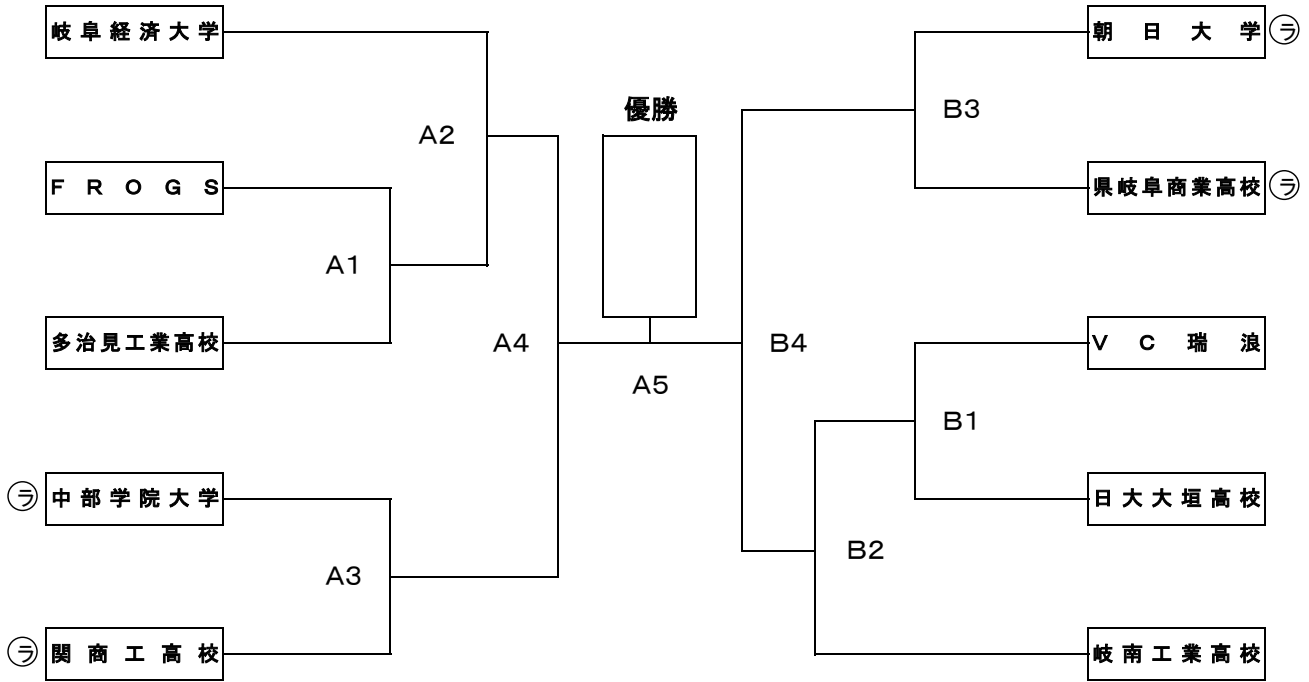 岐阜経済大学
A2
FROGS
A1
多治見工業高校
A4
㋶ 中部学院大学
A3
㋶ 関商工高校
優勝
A5
朝日大学 ㋶
B3
県岐阜商業高校 ㋶
B4
VC瑞浪
B1
日大大垣高校
B2
岐南工業高校